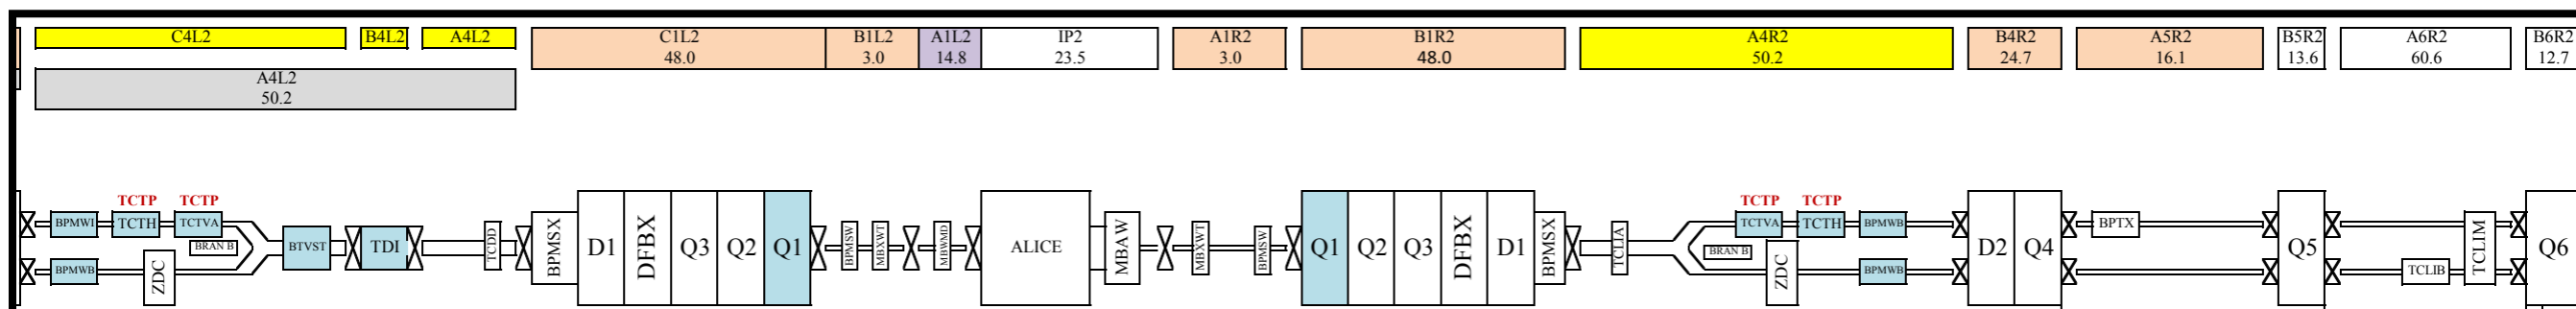 C4L2 B4L2 A4L2 C1L2 B1L2 A1L2 IP2 A1R2 B1R2 A4R2 B4R2 A5R2 B5R2 A6R2 B6R2
48.0 3.0 14.8 23.5 3.0 48.0 50.2 24.7 16.1 13.6 60.6 12.7
A4L2
50.2
TCTP TCTP TCTP TCTP
BPMWI TCTH TCTVA TCTVA TCTH BPMWB BPTX
BRAN B BTVST TDI TCDD BPMSX D1 DFBX Q3 Q2 Q1 BPMSW MBXWT MBWMD ALICE MBAW MBXWT BPMSW Q1 Q2 Q3 DFBX D1 BPMSX TCLIA BRAN B D2 Q4 Q5 TCLIM Q6
BPMWB ZDC ZDC BPMWB TCLIB